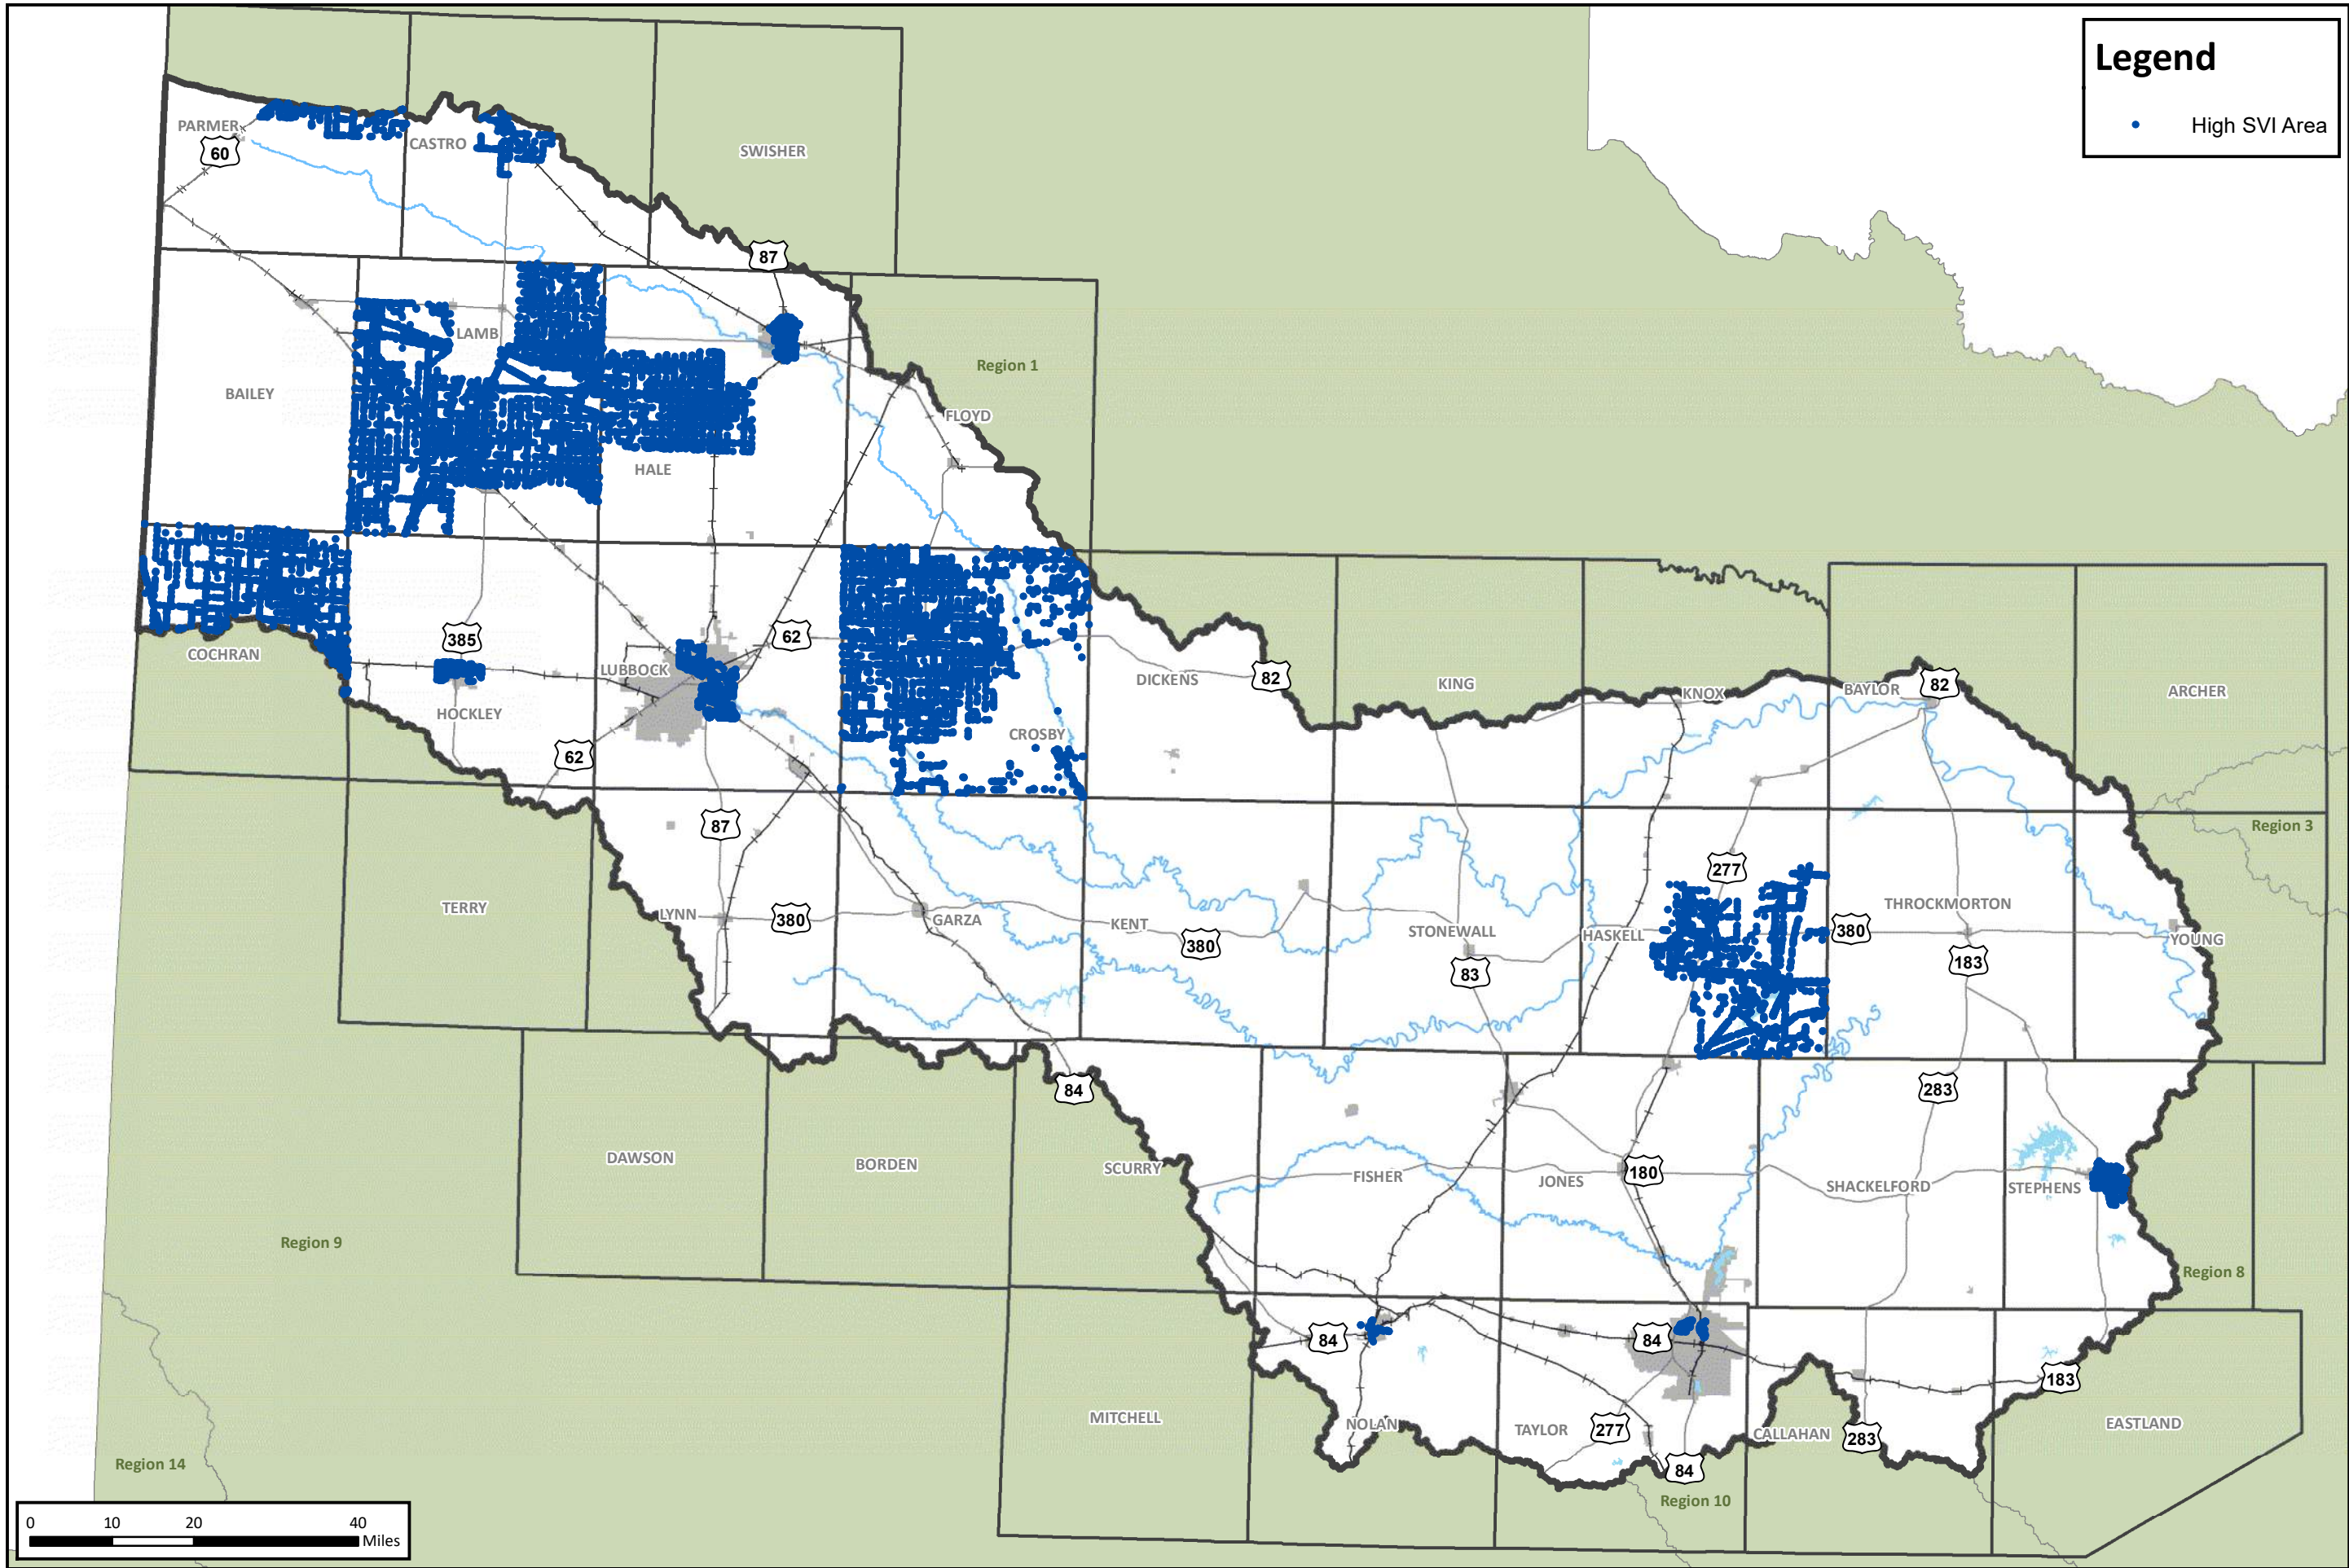 Legend
High SVI Area
PARMER
60
CASTRO
SWISHER
87
LAMB
BAILEY
Region 1
FLOYD
HALE
COCHRAN
385
62
LUBBOCK
HOCKLEY
62
CROSBY
DICKENS
82
KING
KNOX
BAYLOR
82
ARCHER
Region 3
87
277
TERRY
LYNN
380
GARZA
KENT
380
STONEWALL
83
HASKELL
380
THROCKMORTON
183
YOUNG
84
283
DAWSON
BORDEN
SCURRY
FISHER
JONES
180
SHACKELFORD
STEPHENS
Region 9
Region 8
84
84
183
MITCHELL
NOLAN
TAYLOR
277
CALLAHAN
283
EASTLAND
Region 14
84
Region 10
0 10 20 40
Miles